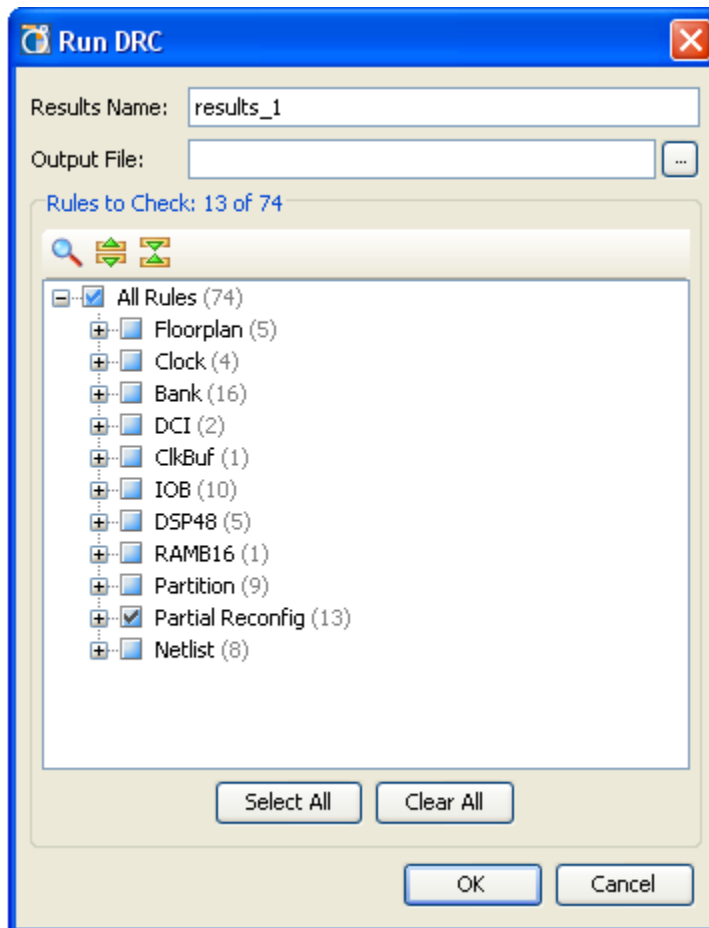 Run DRC
Results Name: results_1
Output File: ...
Rules to Check: 13 of 74
All Rules (74)
Floorplan (5)
Clock (4)
Bank (16)
DCI (2)
ClkBuf (1)
IOB (10)
DSP48 (5)
RAMB16 (1)
Partition (9)
Partial Reconfig (13)
Netlist (8)
Select All Clear All
OK Cancel